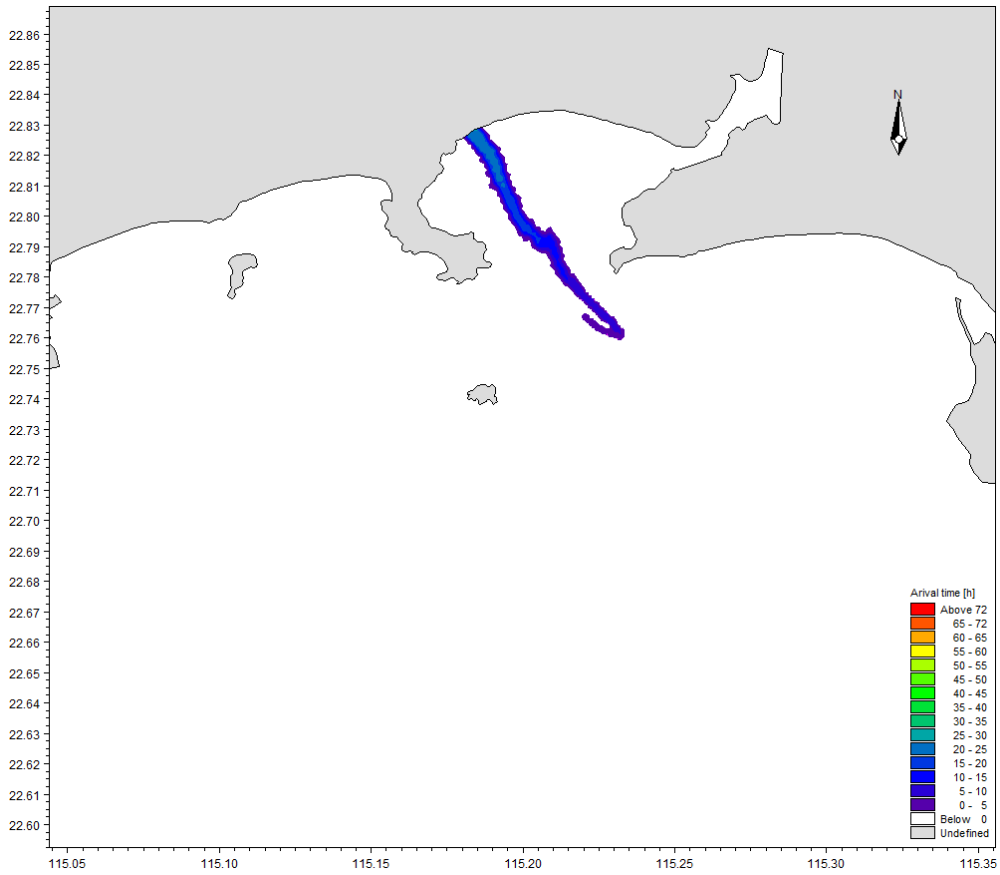 22.86
22.85
22.84
22.83
22.82
22.81
22.80
22.79
22.78
22.77
22.76
22.75
22.74
22.73
22.72
22.71
22.70
22.69
22.68
22.67
22.66
22.65
22.64
22.63
22.62
22.61
22.60
N
Arival time [h]
Above 72
65 - 72
60 - 65
55 - 60
50 - 55
45 - 50
40 - 45
35 - 40
30 - 35
25 - 30
20 - 25
15 - 20
10 - 15
5 - 10
0 - 5
Below 0
Undefined
115.05 115.10 115.15 115.20 115.25 115.30 115.35